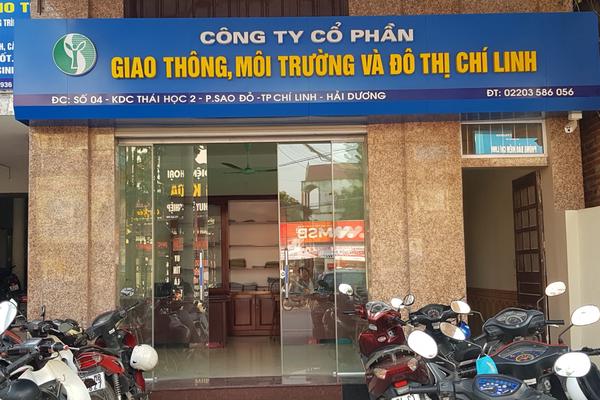 CÔNG TY CỔ PHẦN
GIAO THÔNG, MÔI TRƯỜNG VÀ ĐÔ THỊ CHÍ LINH
ĐC: SỐ 04 - KDC THÁI HỌC 2 - P.SAO ĐỎ -TP CHÍ LINH - HẢI DƯƠNG
ĐT: 02203 586 056
MSB